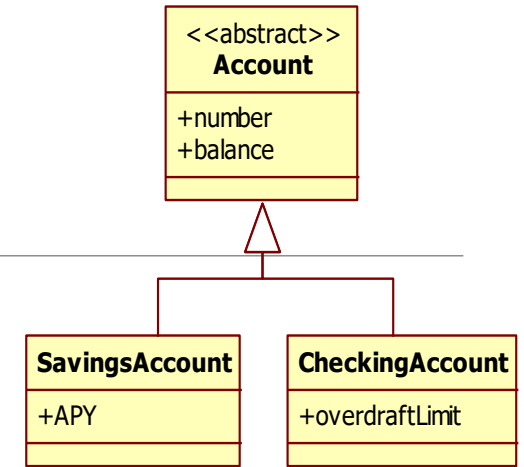 <<abstract>>
Account
+number
+balance
SavingsAccount
+APY
CheckingAccount
+overdraftLimit